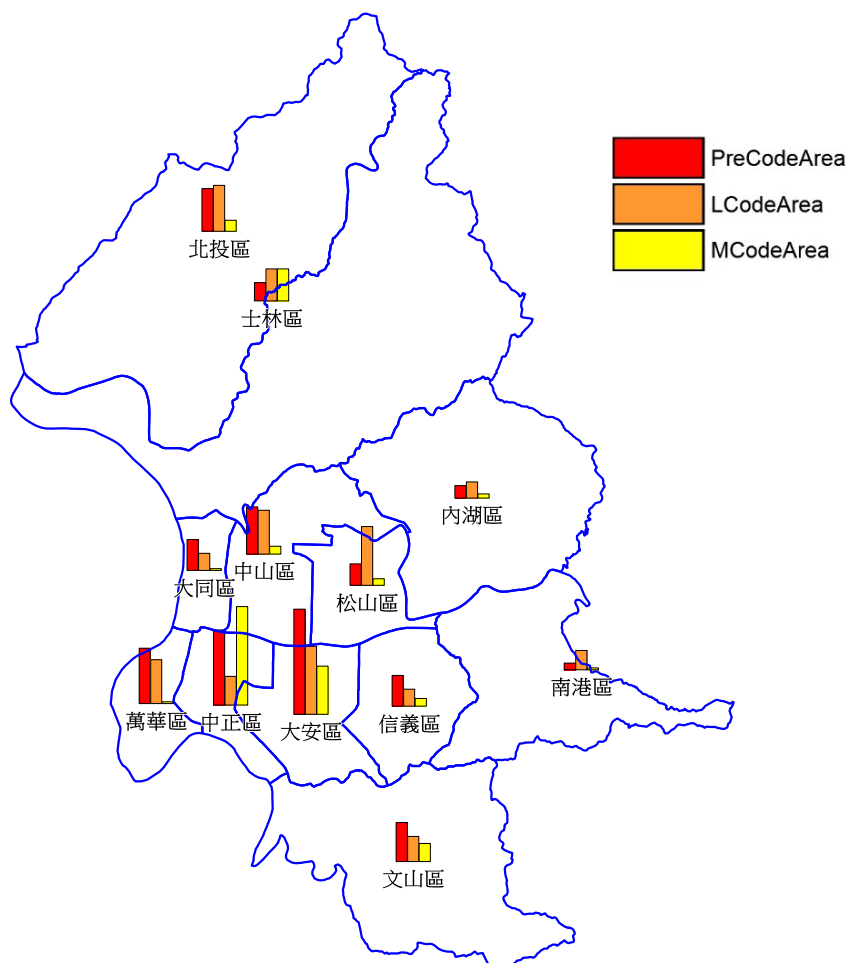 PreCodeArea
LCodeArea
MCodeArea
北投區
士林區
內湖區
中山區
大同區
松山區
南港區
萬華區
中正區
大安區
信義區
文山區